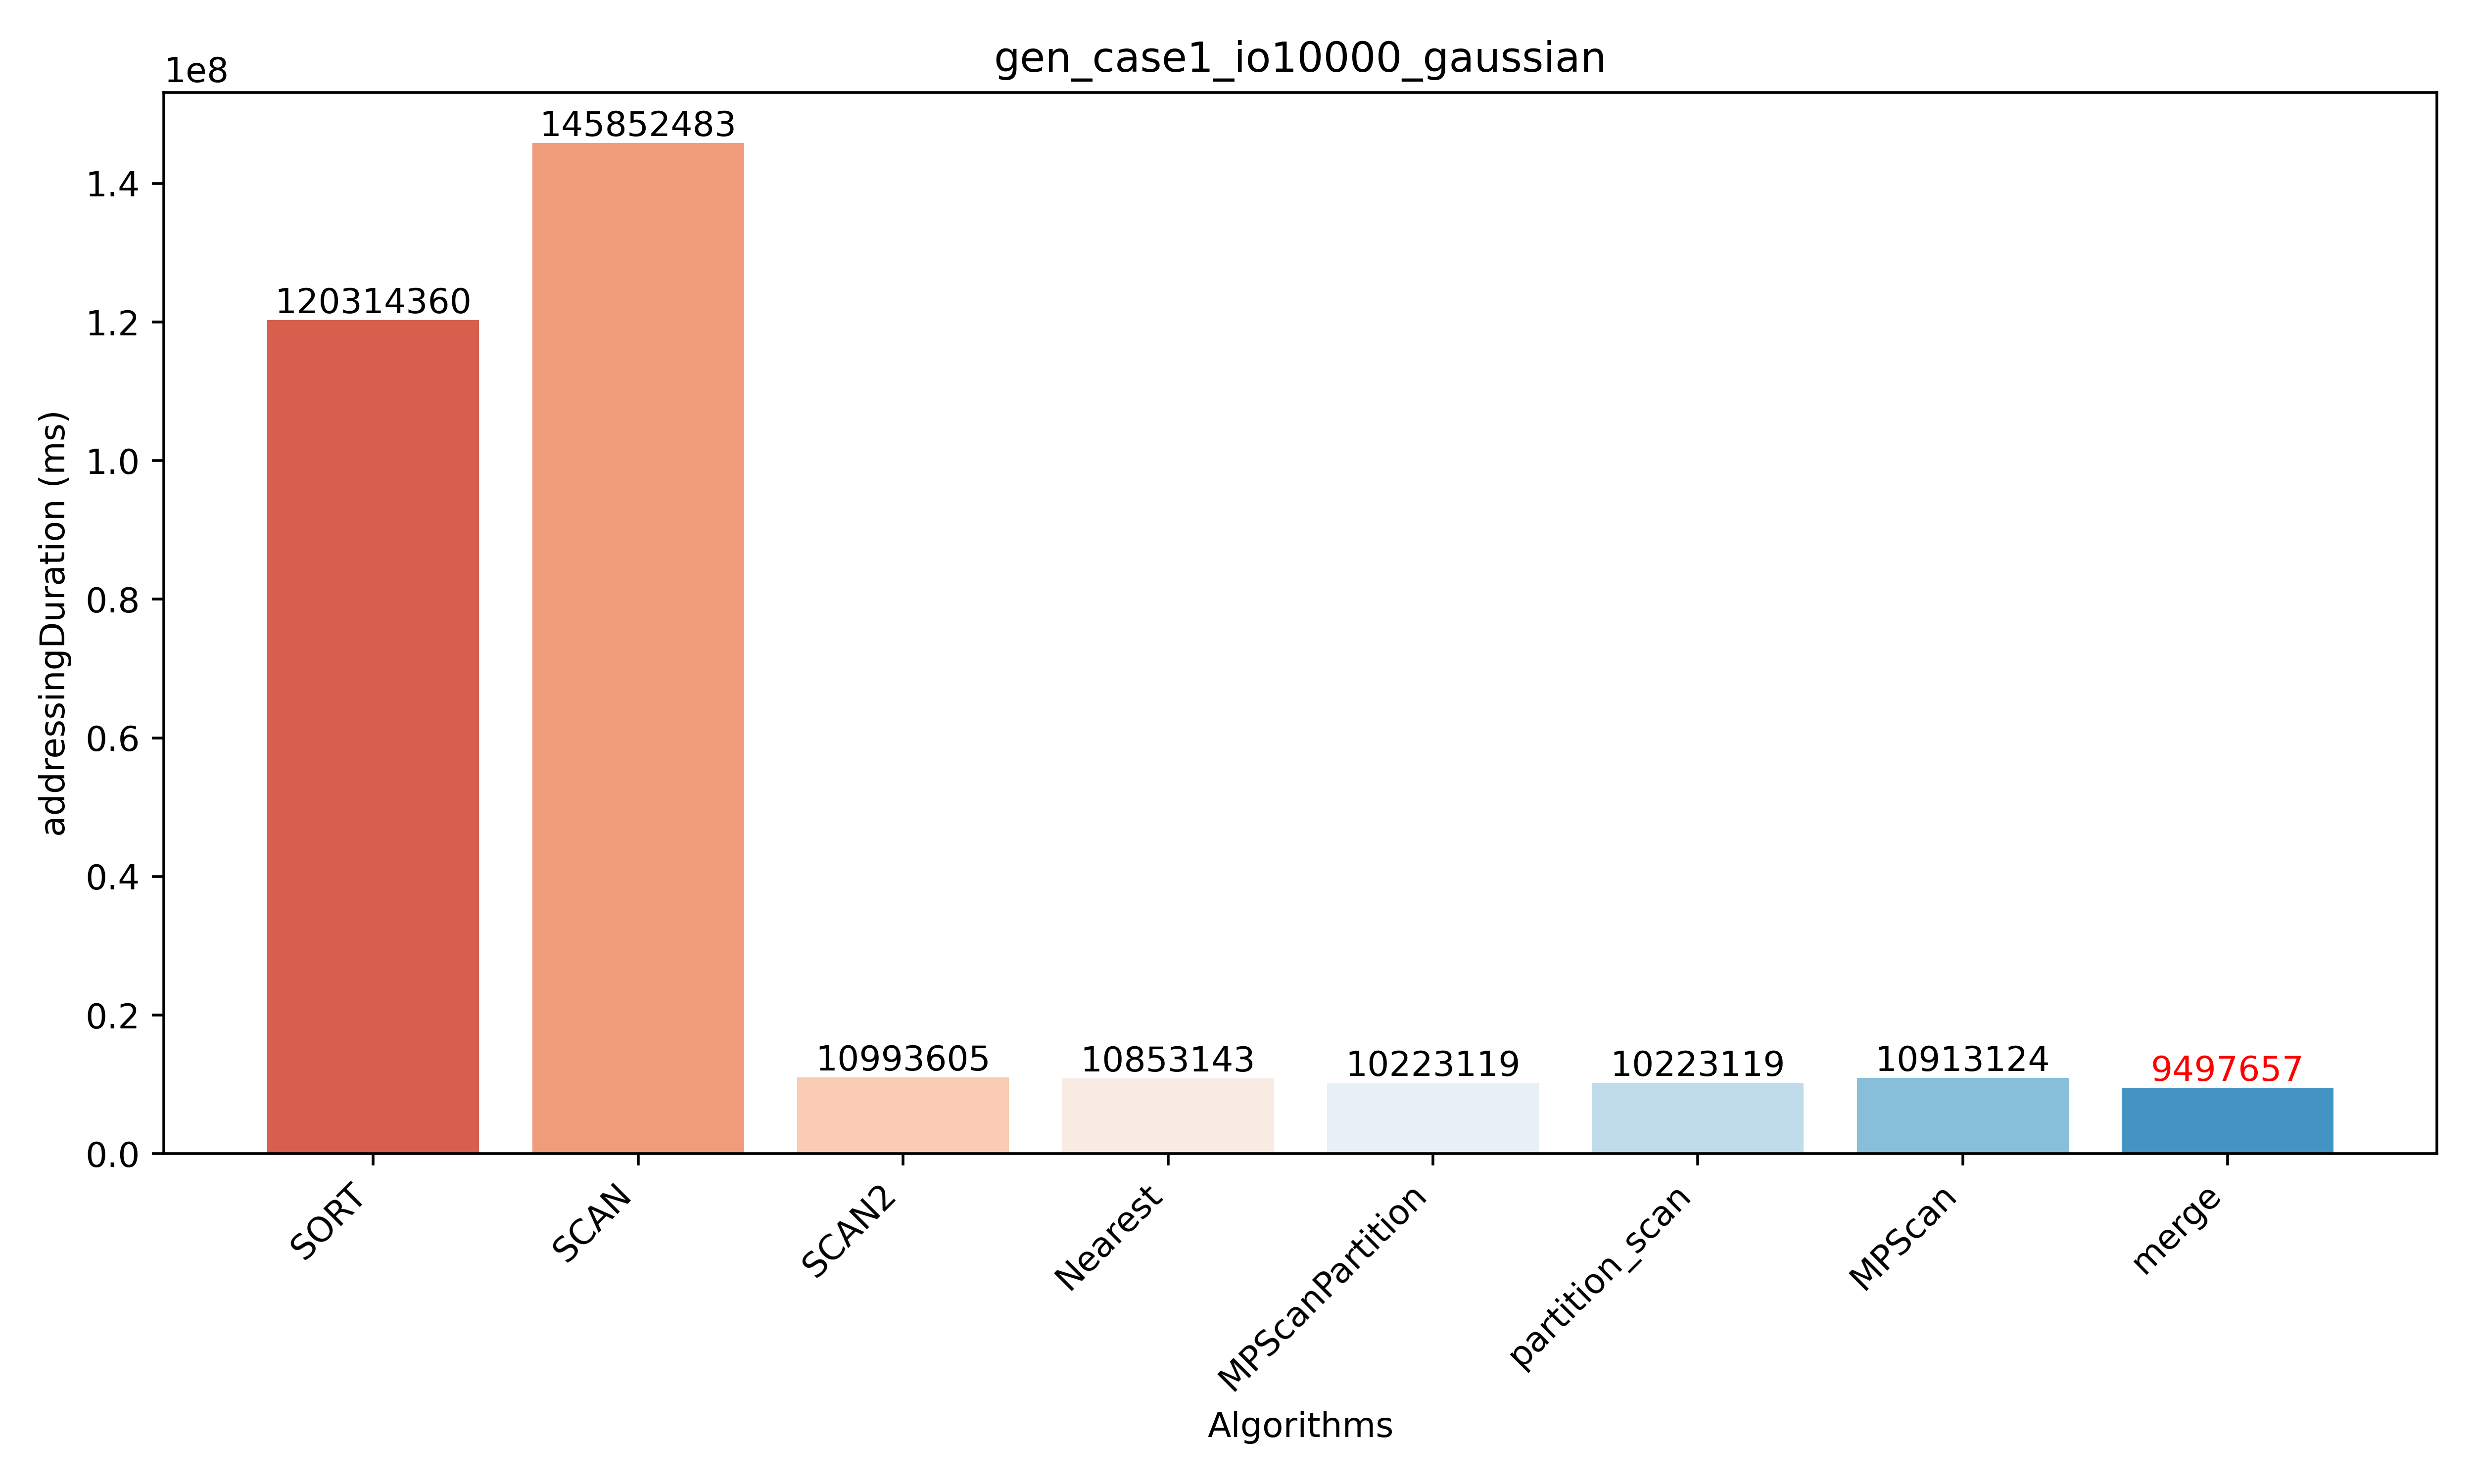 gen_case1_io10000_gaussian
1e8
addressingDuration (ms)
1.4
1.2
1.0
0.8
0.6
0.4
0.2
0.0
120314360
145852483
10993605
10853143
10223119
10223119
10913124
9497657
SORT
SCAN
SCAN2
Nearest
MPScanPartition
partition_scan
MPScan
merge
Algorithms